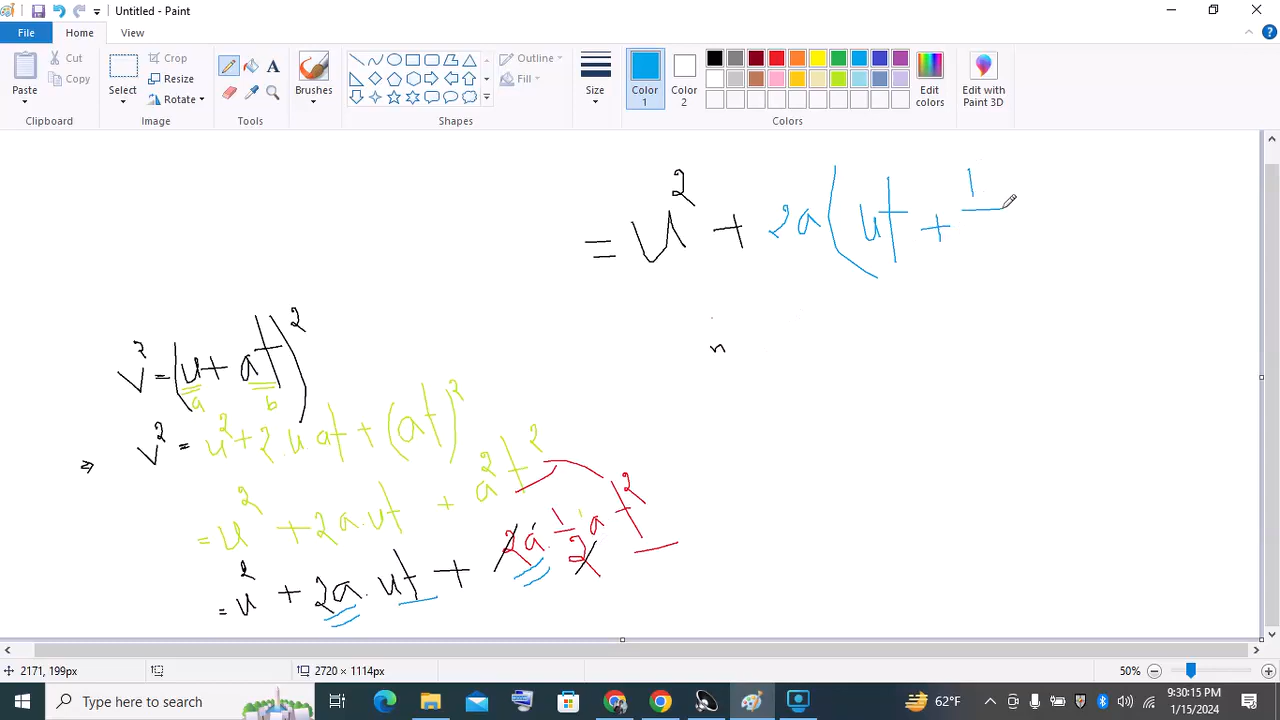 Untitled - Paint
File Home View
Paste
Cut
Copy
Clipboard
Select
Crop
Resize
Rotate
Image
Tools
Brushes
Shapes
Outline
Fill
Size
Color 1
Color 2
Edit colors
Colors
Edit with Paint 3D
= u² + 2a(ut + 1
n
v² = (u + at)²
a b
⇒ v² = u² + 2.u at + (at)²
= u² + 2a.ut + a²t²
= u² + 2a.ut + 2a.1/2 a t²
2171, 199px
2720 × 1114px
50%
Type here to search
62°F
9:30:15 PM
1/15/2024